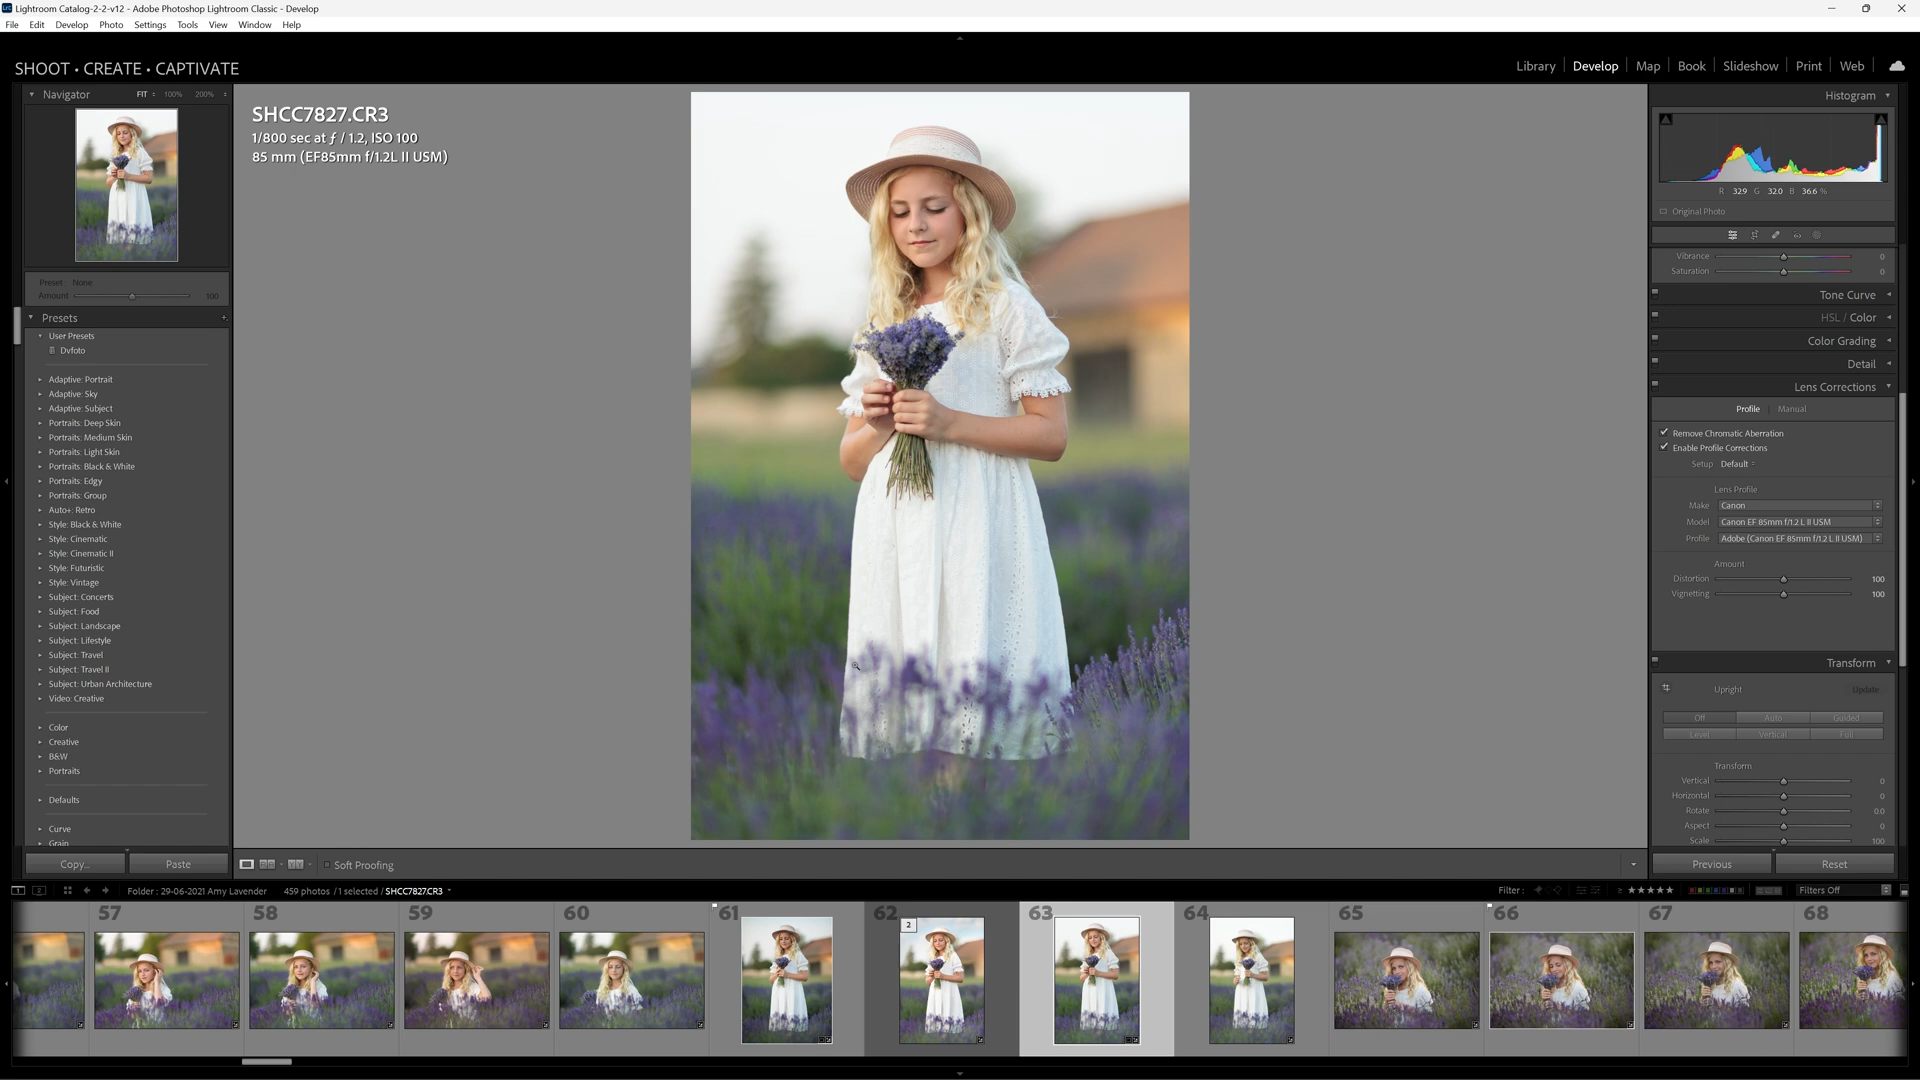 Lightroom Catalog-2-2-v12 - Adobe Photoshop Lightroom Classic - Develop
File Edit Develop Photo Settings Tools View Window Help
SHOOT • CREATE • CAPTIVATE
Library Develop Map Book Slideshow Print Web
Navigator FIT 100% 200%
Preset: None
Amount 100
Presets +
User Presets
Dvfoto
Adaptive: Portrait
Adaptive: Sky
Adaptive: Subject
Portraits: Deep Skin
Portraits: Medium Skin
Portraits: Light Skin
Portraits: Black & White
Portraits: Edgy
Portraits: Group
Auto+: Retro
Style: Black & White
Style: Cinematic
Style: Cinematic II
Style: Futuristic
Style: Vintage
Subject: Concerts
Subject: Food
Subject: Landscape
Subject: Lifestyle
Subject: Travel
Subject: Travel II
Subject: Urban Architecture
Video: Creative
Color
Creative
B&W
Portraits
Defaults
Curve
Grain
Copy... Paste
SHCC7827.CR3
1/800 sec at ƒ / 1.2, ISO 100
85 mm (EF85mm f/1.2L II USM)
Soft Proofing
Histogram
R 32.9 G 32.0 B 36.6 %
Original Photo
Vibrance 0
Saturation 0
Tone Curve
HSL / Color
Color Grading
Detail
Lens Corrections
Profile Manual
Remove Chromatic Aberration
Enable Profile Corrections
Setup Default
Lens Profile
Make Canon
Model Canon EF 85mm f/1.2 L II USM
Profile Adobe (Canon EF 85mm f/1.2 L II USM)
Amount
Distortion 100
Vignetting 100
Transform
Upright Update
Off Auto Guided
Level Vertical Full
Transform
Vertical 0
Horizontal 0
Rotate 0.0
Aspect 0
Scale 100
Previous Reset
1 2 Folder : 29-06-2021 Amy Lavender 459 photos / 1 selected / SHCC7827.CR3
Filter : ≥ ★★★★★ Filters Off
57 58 59 60 61 62 63 64 65 66 67 68
2